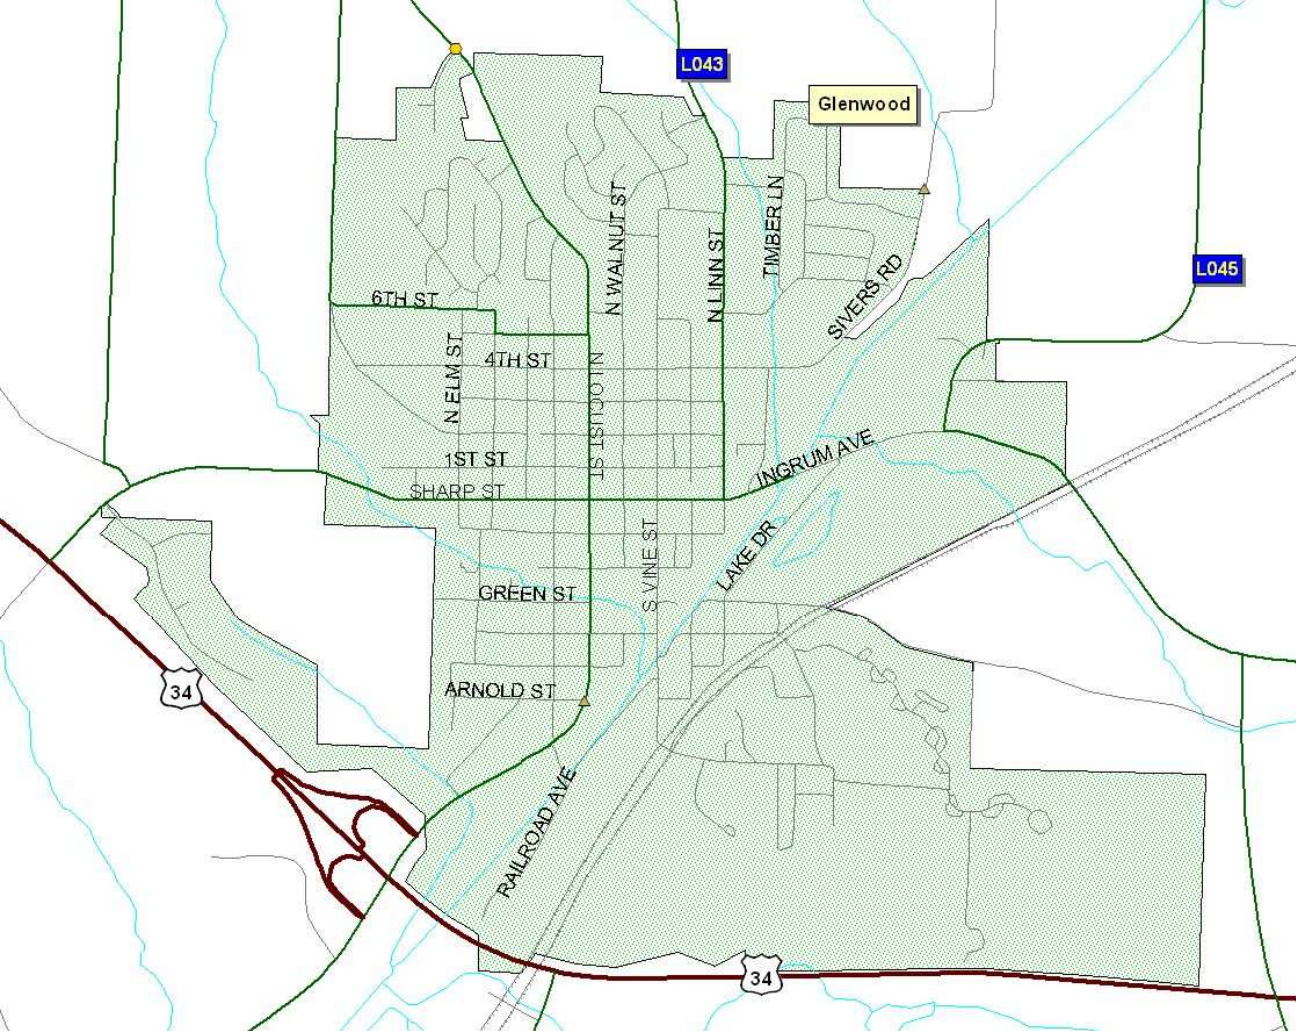 L043
Glenwood
N WALNUT ST
TIMBER LN
N LINN ST
SIVERS RD
L045
6TH ST
4TH ST
N ELM ST
N LOCUST ST
1ST ST
INGRUM AVE
SHARP ST
S VINE ST
LAKE DR
GREEN ST
34
ARNOLD ST
RAILROAD AVE
34